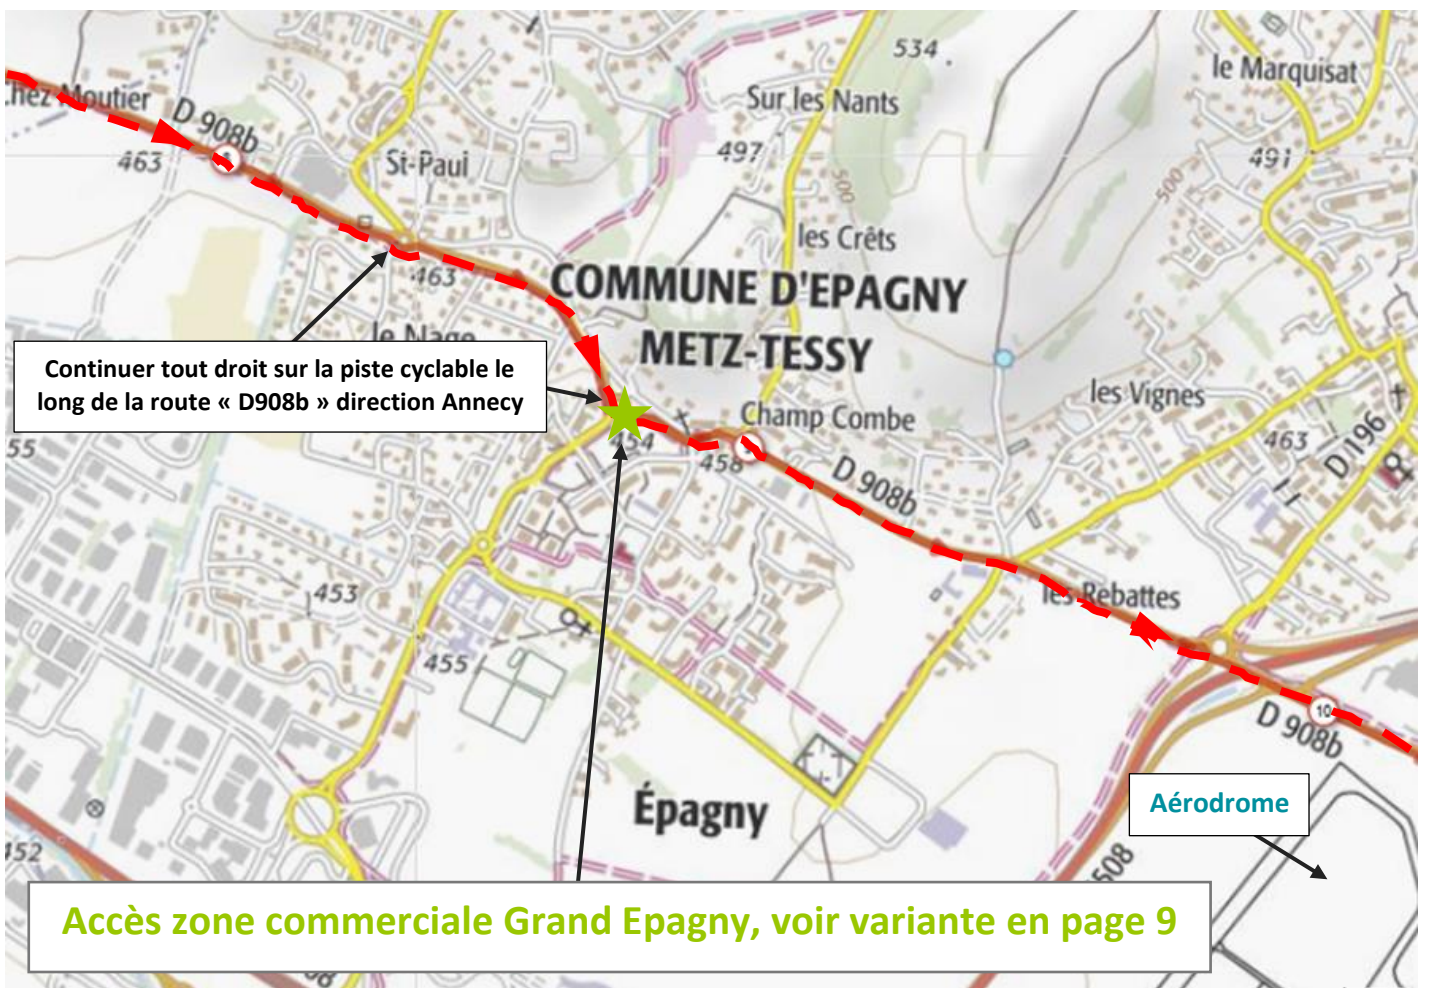 534
le Marquisat
Chez Moutier
Sur les Nants
D 908b
463
St-Paul
497
500
491
500
les Crêts
463
COMMUNE D'EPAGNY
METZ-TESSY
le Nage
Continuer tout droit sur la piste cyclable le
long de la route « D908b » direction Annecy
les Vignes
Champ Combe
454
458
463
D 196
55
D 908b
453
les Rebattes
455
10
D 908b
Épagny
Aérodrome
452
508
Accès zone commerciale Grand Epagny, voir variante en page 9